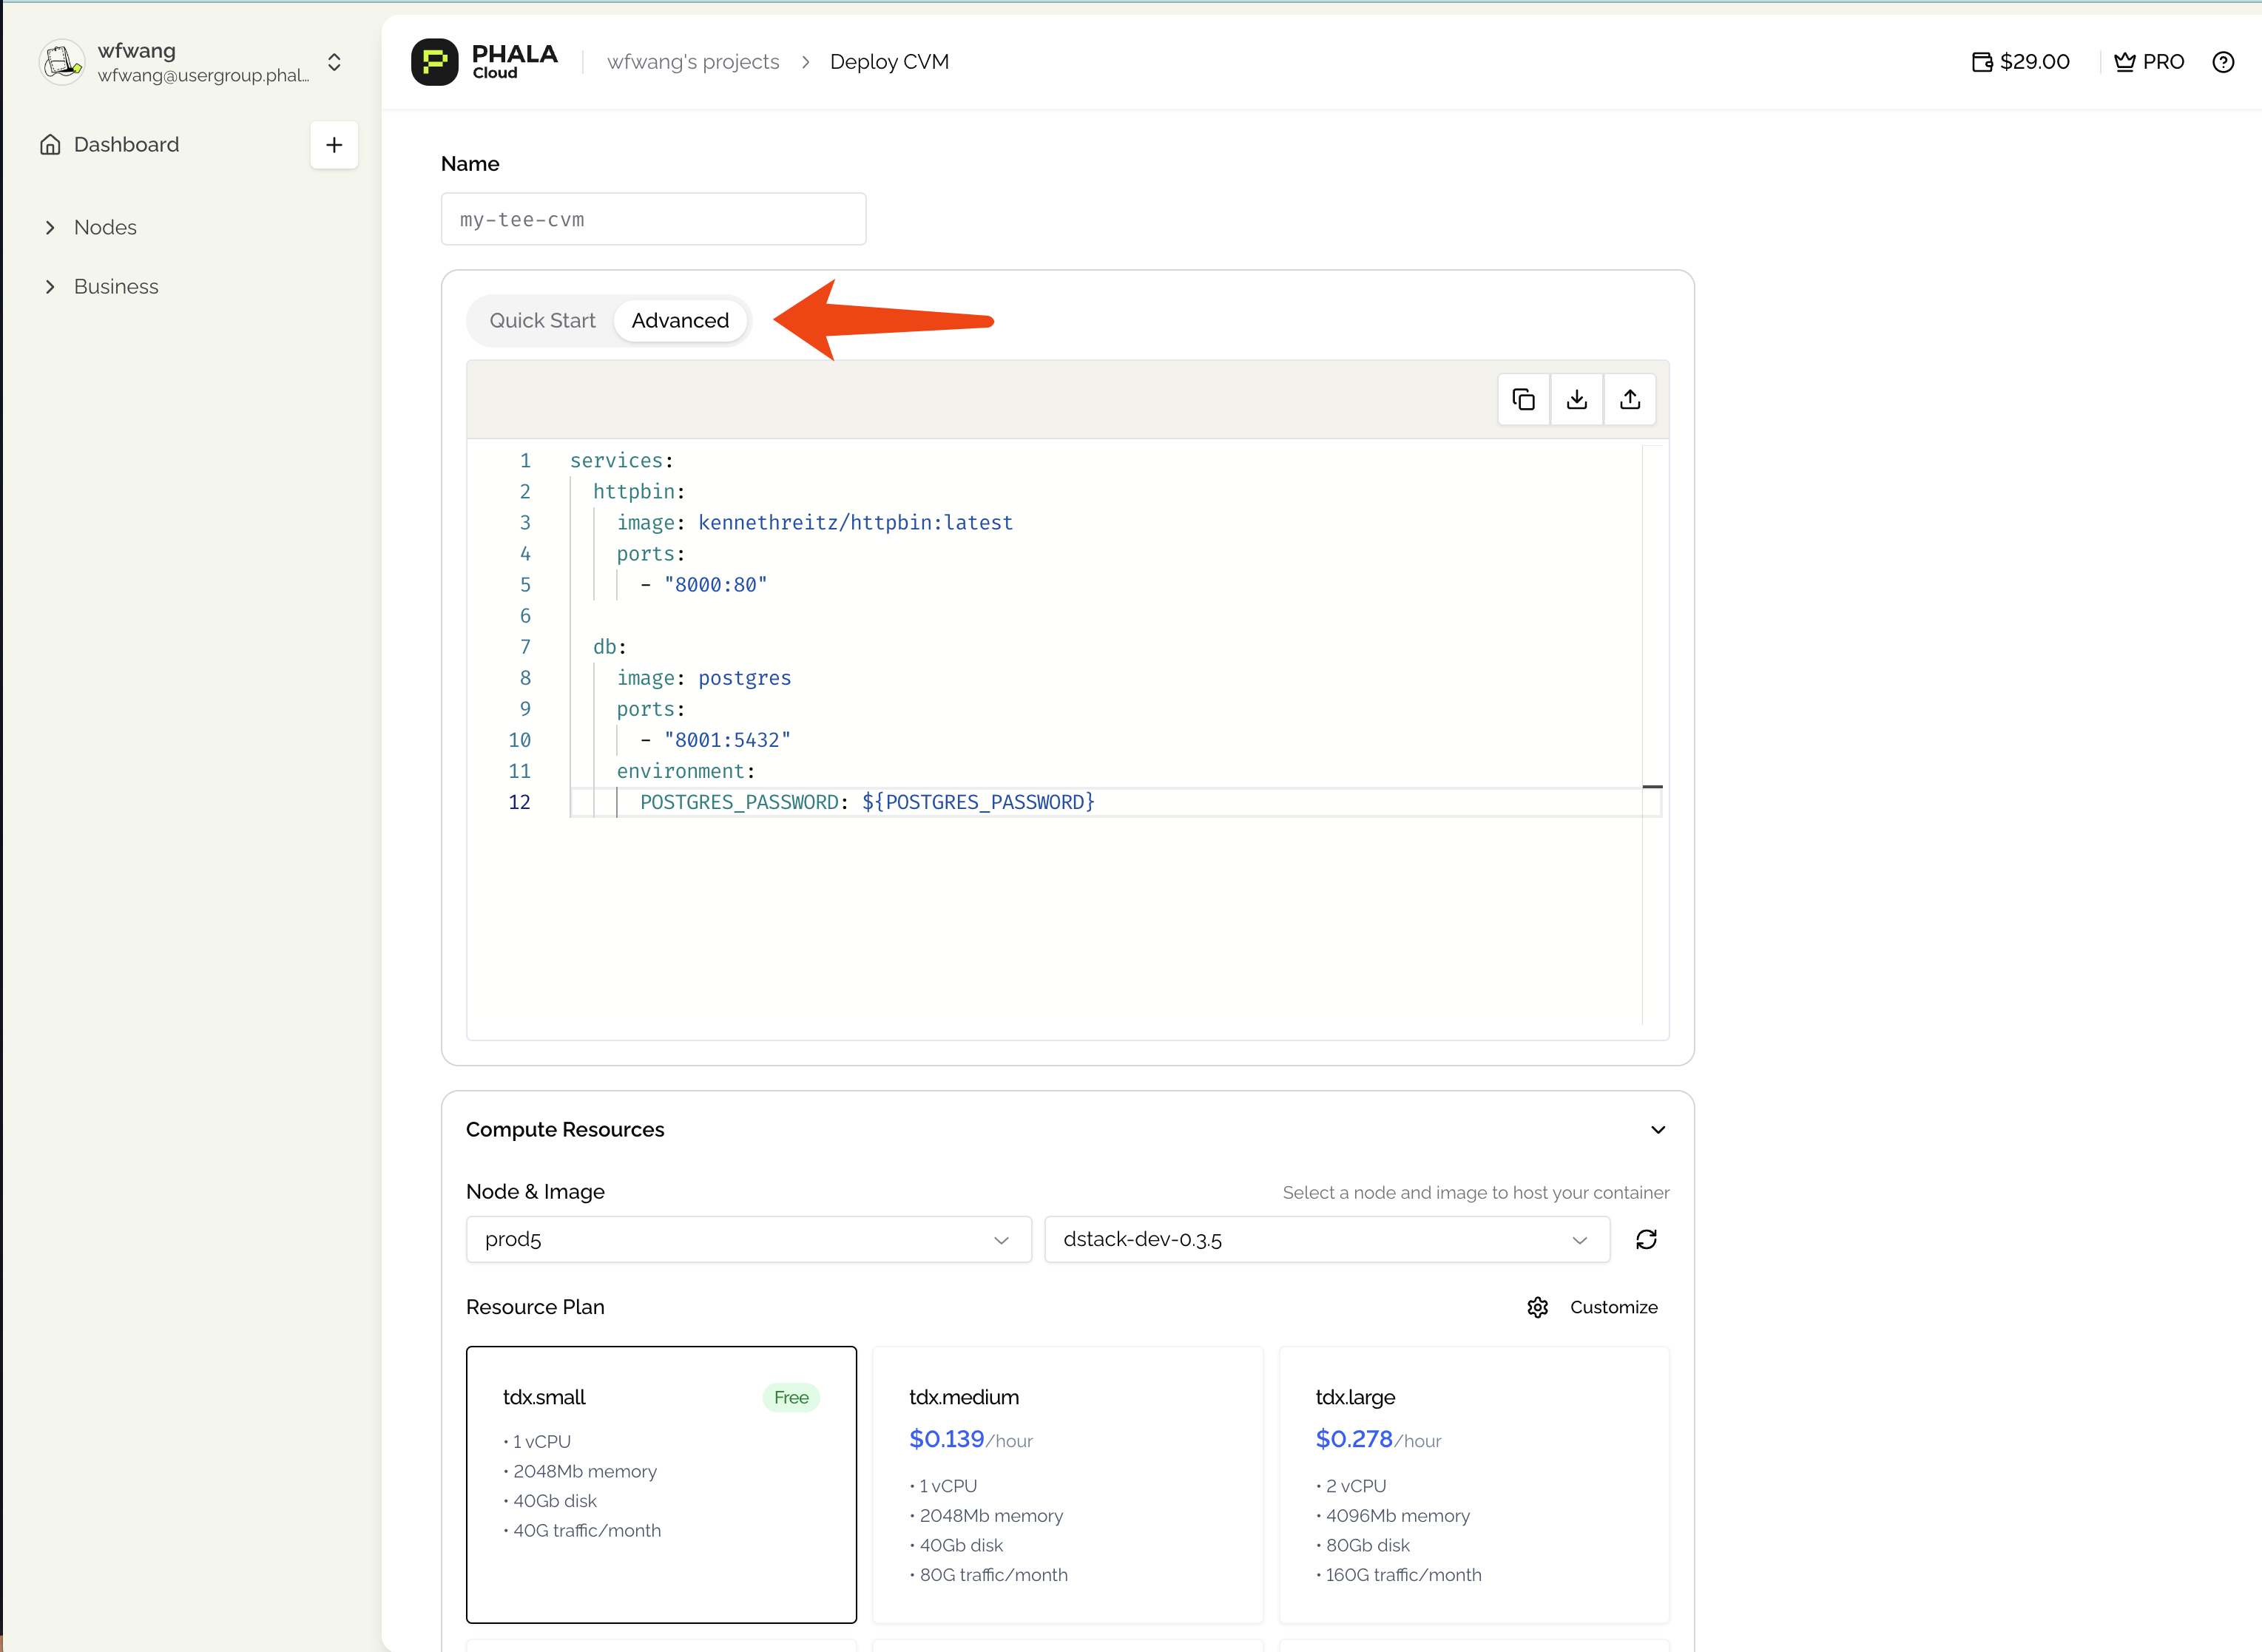 wfwang
wfwang@usergroup.phal...
Dashboard
Nodes
Business
PHALA
Cloud
wfwang's projects > Deploy CVM
$29.00
PRO
Name
my-tee-cvm
Quick Start
Advanced
1 services:
2   httpbin:
3     image: kennethreitz/httpbin:latest
4     ports:
5       - "8000:80"
6
7   db:
8     image: postgres
9     ports:
10       - "8001:5432"
11     environment:
12       POSTGRES_PASSWORD: ${POSTGRES_PASSWORD}
Compute Resources
Node & Image
Select a node and image to host your container
prod5
dstack-dev-0.3.5
Resource Plan
Customize
tdx.small
Free
• 1 vCPU
• 2048Mb memory
• 40Gb disk
• 40G traffic/month
tdx.medium
$0.139/hour
• 1 vCPU
• 2048Mb memory
• 40Gb disk
• 80G traffic/month
tdx.large
$0.278/hour
• 2 vCPU
• 4096Mb memory
• 80Gb disk
• 160G traffic/month